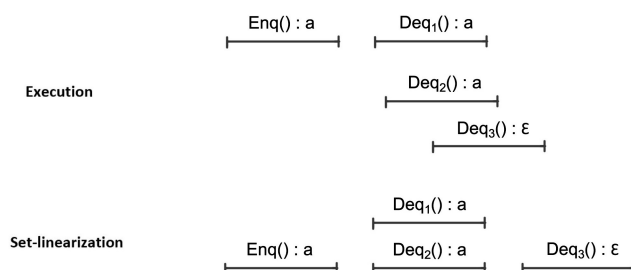 Enq() : a Deq₁() : a
Execution
Deq₂() : a
Deq₃() : ε
Deq₁() : a
Set-linearization
Enq() : a Deq₂() : a Deq₃() : ε